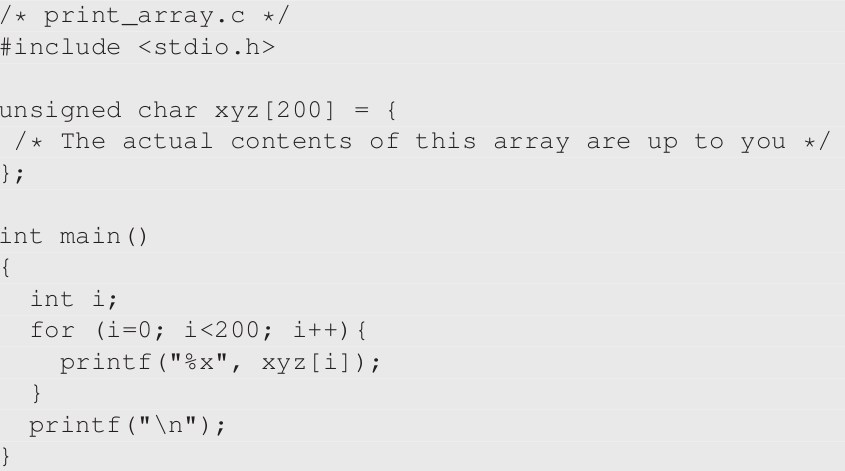 /* print_array.c */
#include <stdio.h>
unsigned char xyz[200] = {
 /* The actual contents of this array are up to you */
};
int main()
{
  int i;
  for (i=0; i<200; i++){
    printf("%x", xyz[i]);
  }
  printf("\n");
}